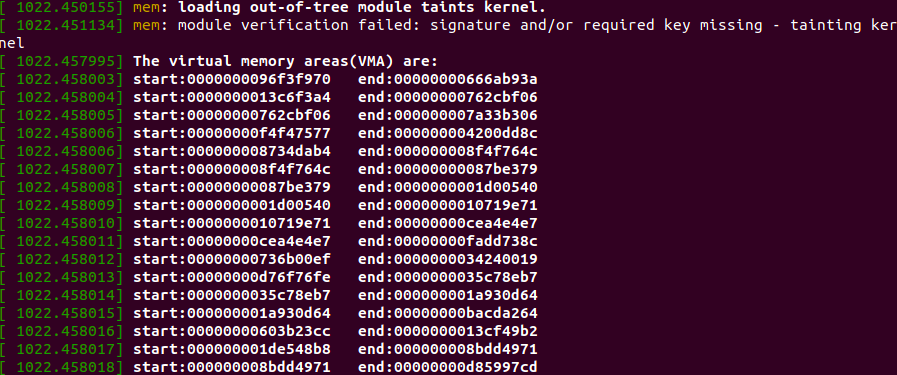 [ 1022.450155] mem: loading out-of-tree module taints kernel.
[ 1022.451134] mem: module verification failed: signature and/or required key missing - tainting ker
nel
[ 1022.457995] The virtual memory areas(VMA) are:
[ 1022.458003] start:0000000096f3f970   end:00000000666ab93a
[ 1022.458004] start:0000000013c6f3a4   end:00000000762cbf06
[ 1022.458005] start:00000000762cbf06   end:000000007a33b306
[ 1022.458006] start:00000000f4f47577   end:000000004200dd8c
[ 1022.458006] start:000000008734dab4   end:000000008f4f764c
[ 1022.458007] start:000000008f4f764c   end:00000000087be379
[ 1022.458008] start:00000000087be379   end:000000001d00540
[ 1022.458009] start:0000000001d00540   end:0000000010719e71
[ 1022.458010] start:0000000010719e71   end:00000000cea4e4e7
[ 1022.458011] start:00000000cea4e4e7   end:00000000fadd738c
[ 1022.458012] start:00000000736b00ef   end:0000000034240019
[ 1022.458013] start:00000000d76f76fe   end:0000000035c78eb7
[ 1022.458014] start:0000000035c78eb7   end:000000001a930d64
[ 1022.458015] start:000000001a930d64   end:00000000bacda264
[ 1022.458016] start:00000000603b23cc   end:0000000013cf49b2
[ 1022.458017] start:000000001de548b8   end:000000008bdd4971
[ 1022.458018] start:000000008bdd4971   end:00000000d85997cd